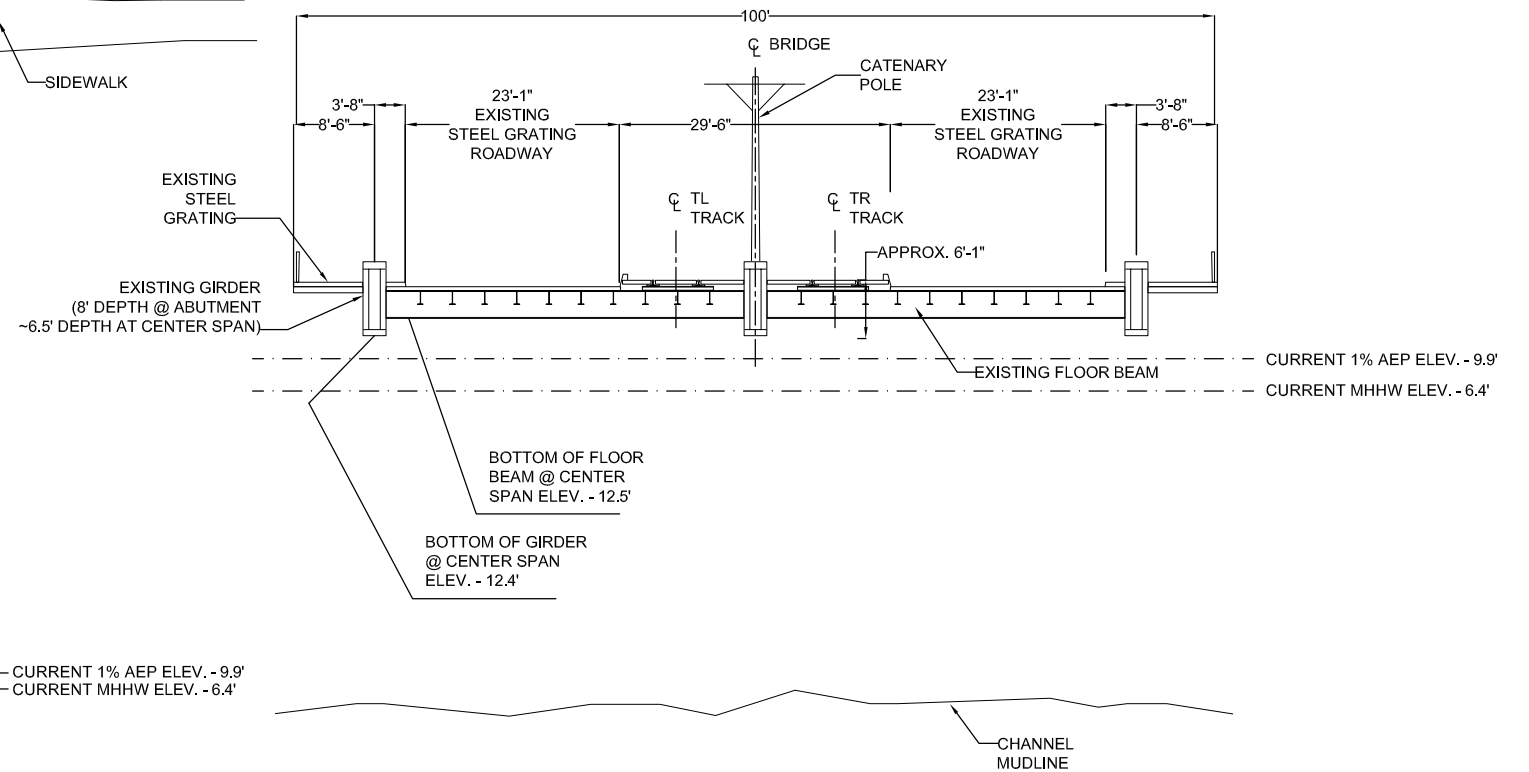 100'
℄ BRIDGE
SIDEWALK
CATENARY
POLE
3'-8"
8'-6"
23'-1"
EXISTING
STEEL GRATING
ROADWAY
29'-6"
23'-1"
EXISTING
STEEL GRATING
ROADWAY
3'-8"
8'-6"
EXISTING
STEEL
GRATING
℄ TL
TRACK
℄ TR
TRACK
APPROX. 6'-1"
EXISTING GIRDER
(8' DEPTH @ ABUTMENT
~6.5' DEPTH AT CENTER SPAN)
CURRENT 1% AEP ELEV. - 9.9'
EXISTING FLOOR BEAM
CURRENT MHHW ELEV. - 6.4'
BOTTOM OF FLOOR
BEAM @ CENTER
SPAN ELEV. - 12.5'
BOTTOM OF GIRDER
@ CENTER SPAN
ELEV. - 12.4'
CURRENT 1% AEP ELEV. - 9.9'
CURRENT MHHW ELEV. - 6.4'
CHANNEL
MUDLINE